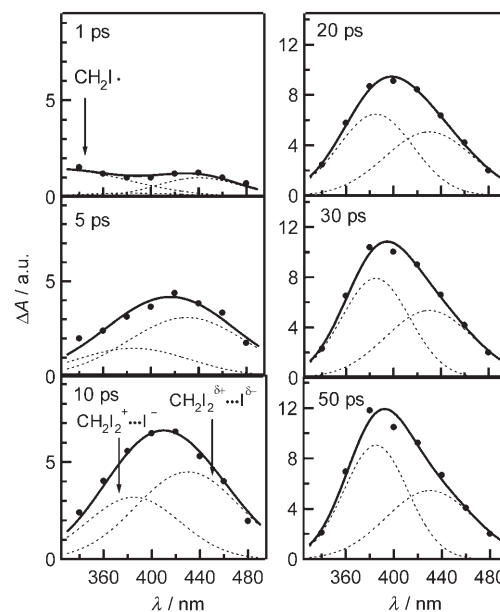 1 ps
CH₂I·
5
0
5 ps
5
0
ΔA / a.u.
10 ps
CH₂I₂⁺···I⁻
CH₂I₂^δ+···I^δ−
5
0
360 400 440 480
λ / nm
20 ps
12
8
4
0
30 ps
12
8
4
0
50 ps
12
8
4
0
360 400 440 480
λ / nm